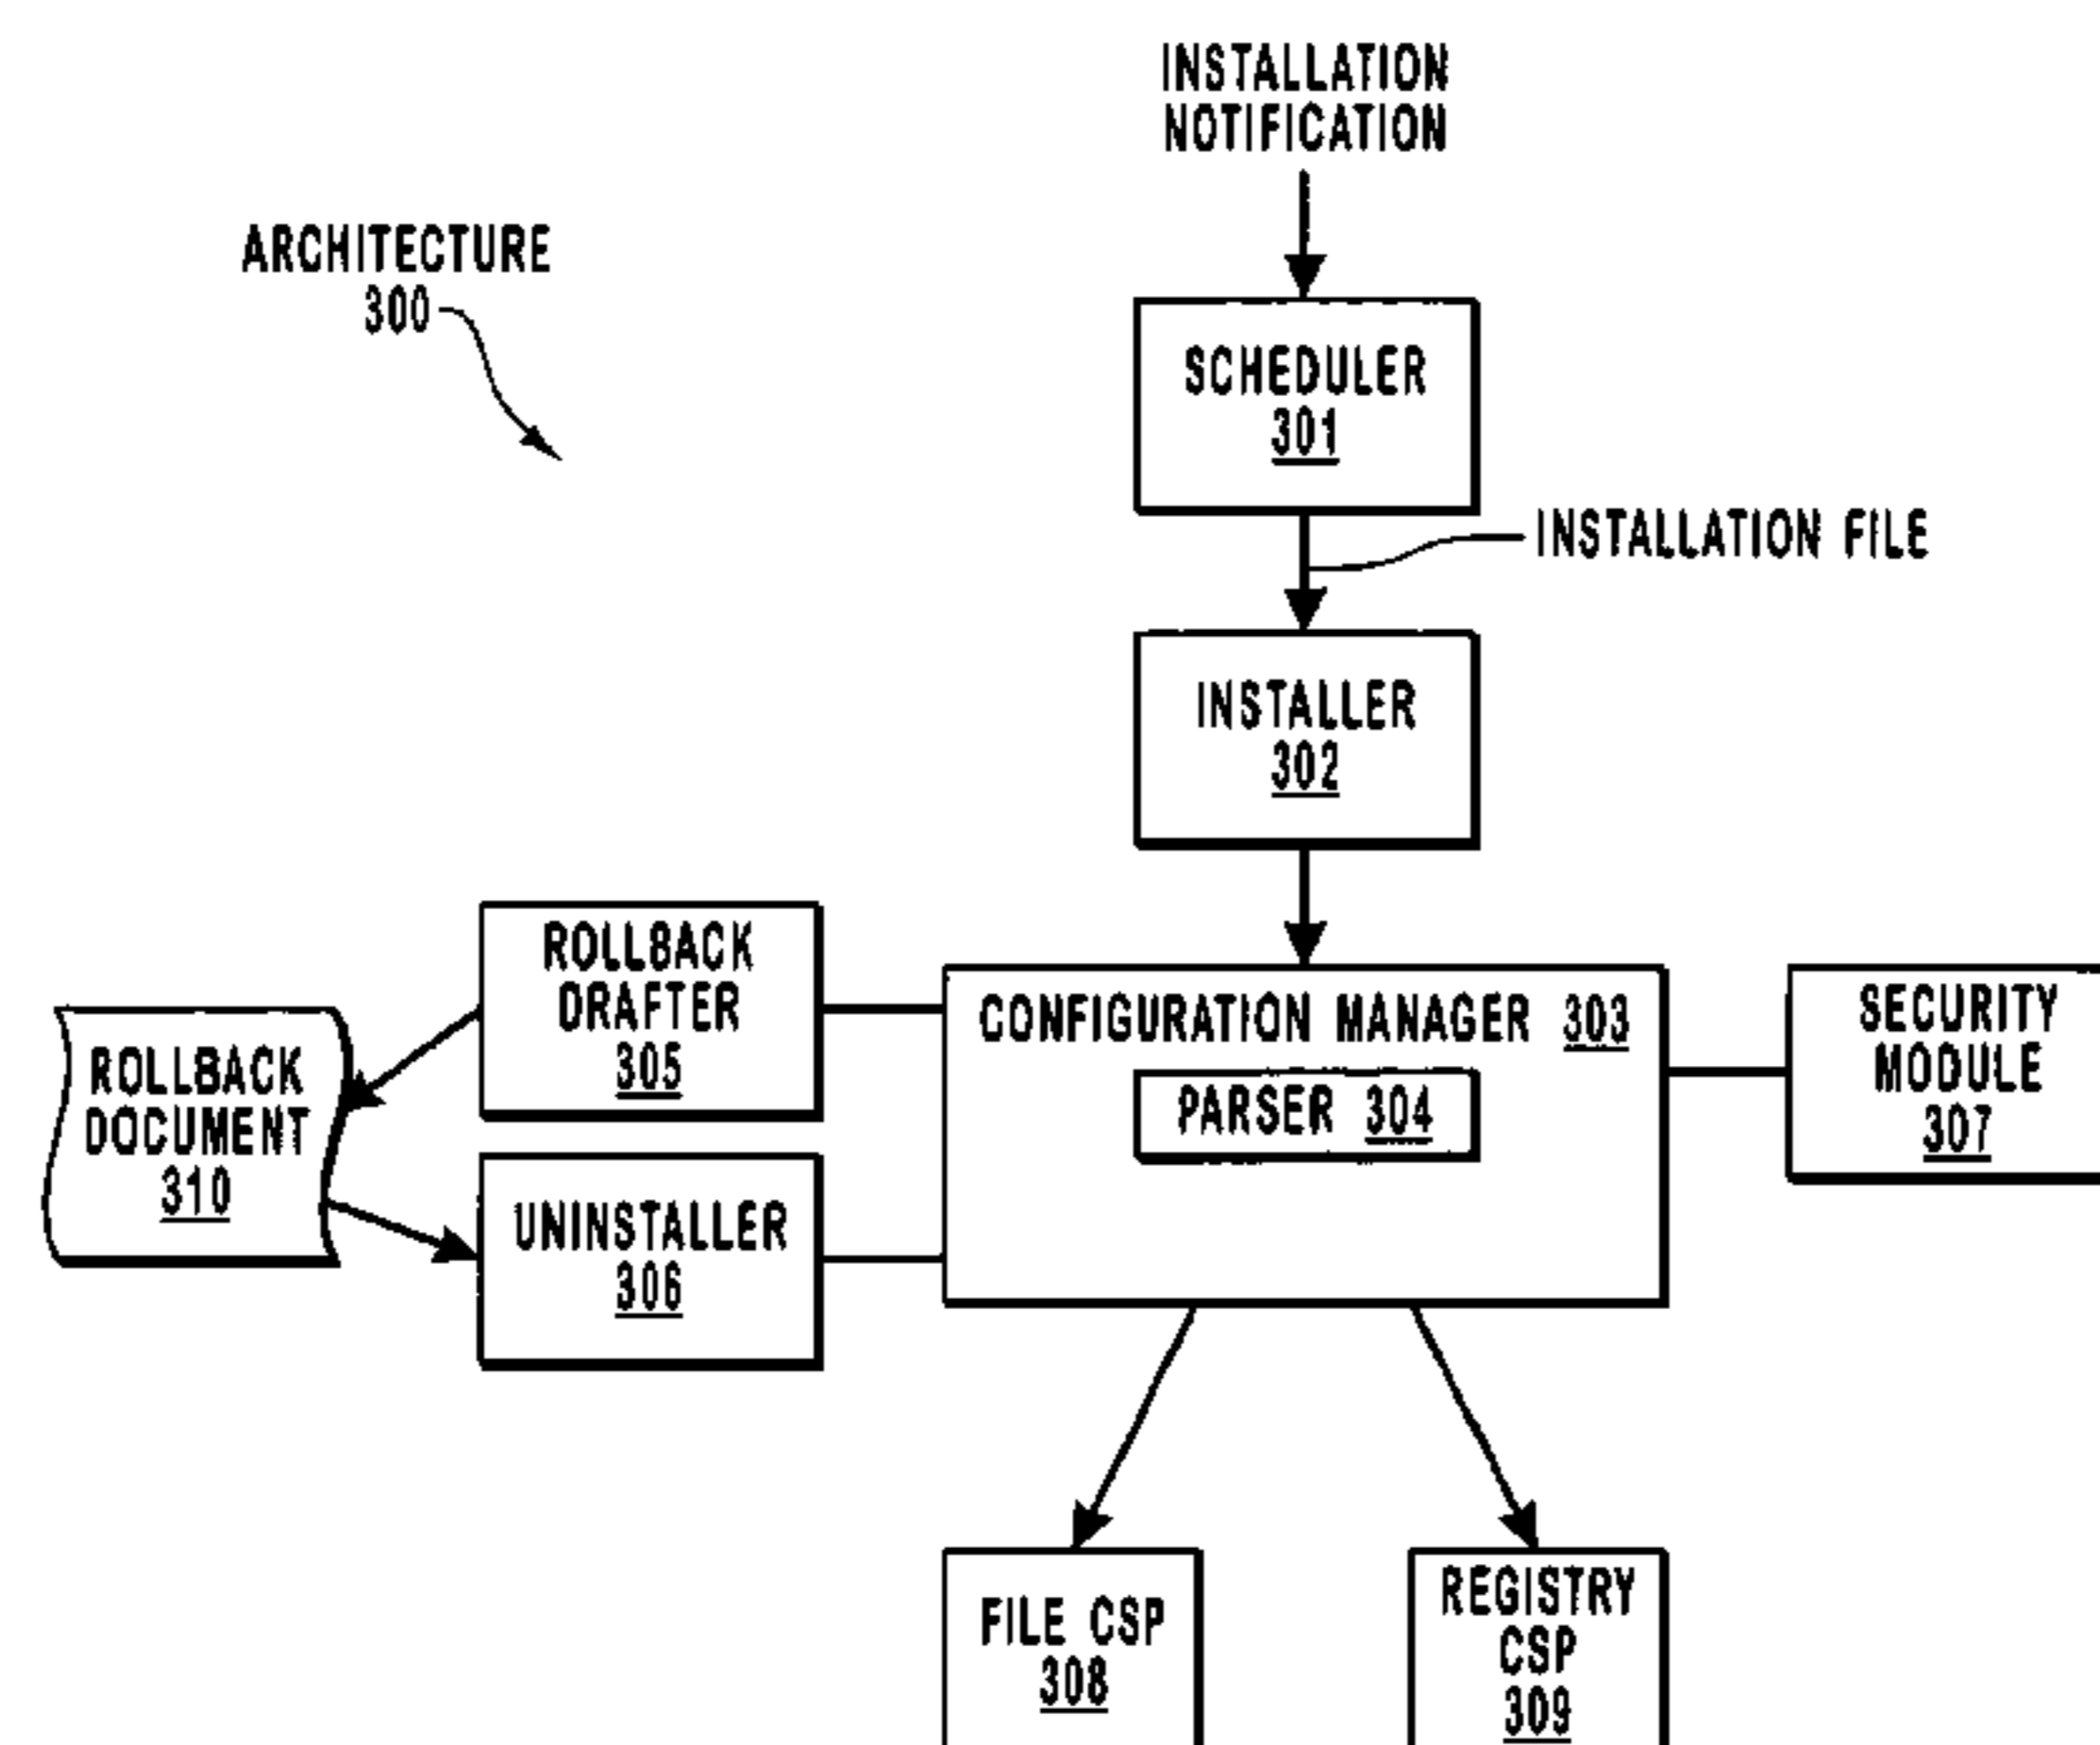 INSTALLATION
NOTIFICATION
ARCHITECTURE
300
SCHEDULER
301
INSTALLATION FILE
INSTALLER
302
ROLLBACK
DRAFTER
305
CONFIGURATION MANAGER 303
PARSER 304
SECURITY
MODULE
307
ROLLBACK
DOCUMENT
310
UNINSTALLER
306
FILE CSP
308
REGISTRY
CSP
309